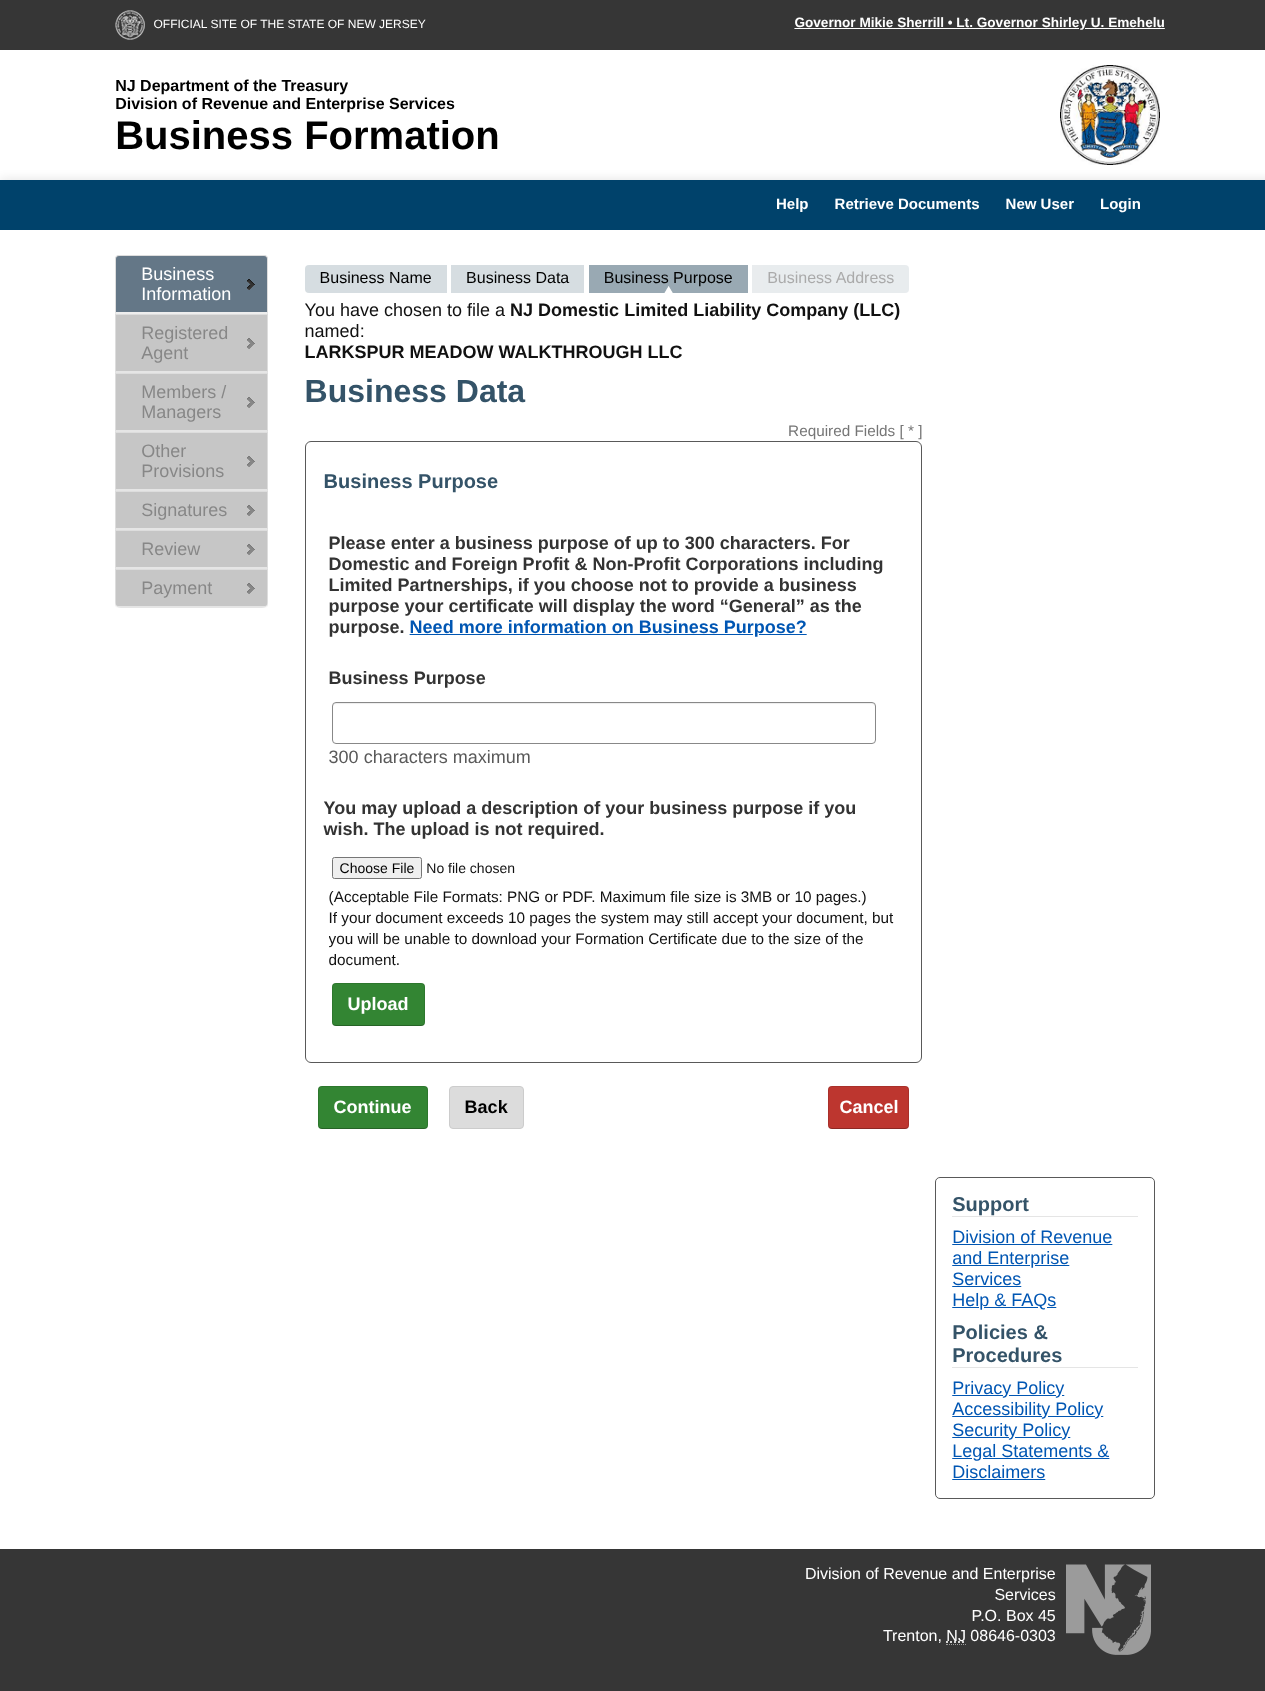 OFFICIAL SITE OF THE STATE OF NEW JERSEY
Governor Mikie Sherrill • Lt. Governor Shirley U. Emehelu
NJ Department of the Treasury
Division of Revenue and Enterprise Services
Business Formation
THE GREAT SEAL OF THE STATE OF NEW JERSEY
Help
Retrieve Documents
New User
Login
Business
Information
Registered
Agent
Members /
Managers
Other
Provisions
Signatures
Review
Payment
Business Name
Business Data
Business Purpose
Business Address
You have chosen to file a NJ Domestic Limited Liability Company (LLC)
named:
LARKSPUR MEADOW WALKTHROUGH LLC
Business Data
Required Fields [ * ]
Business Purpose
Please enter a business purpose of up to 300 characters. For
Domestic and Foreign Profit & Non-Profit Corporations including
Limited Partnerships, if you choose not to provide a business
purpose your certificate will display the word “General” as the
purpose. Need more information on Business Purpose?
Business Purpose
300 characters maximum
You may upload a description of your business purpose if you
wish. The upload is not required.
Choose File No file chosen
(Acceptable File Formats: PNG or PDF. Maximum file size is 3MB or 10 pages.)
If your document exceeds 10 pages the system may still accept your document, but
you will be unable to download your Formation Certificate due to the size of the
document.
Upload
Continue
Back
Cancel
Support
Division of Revenue
and Enterprise
Services
Help & FAQs
Policies &
Procedures
Privacy Policy
Accessibility Policy
Security Policy
Legal Statements &
Disclaimers
Division of Revenue and Enterprise
Services
P.O. Box 45
Trenton, NJ 08646-0303
NJ